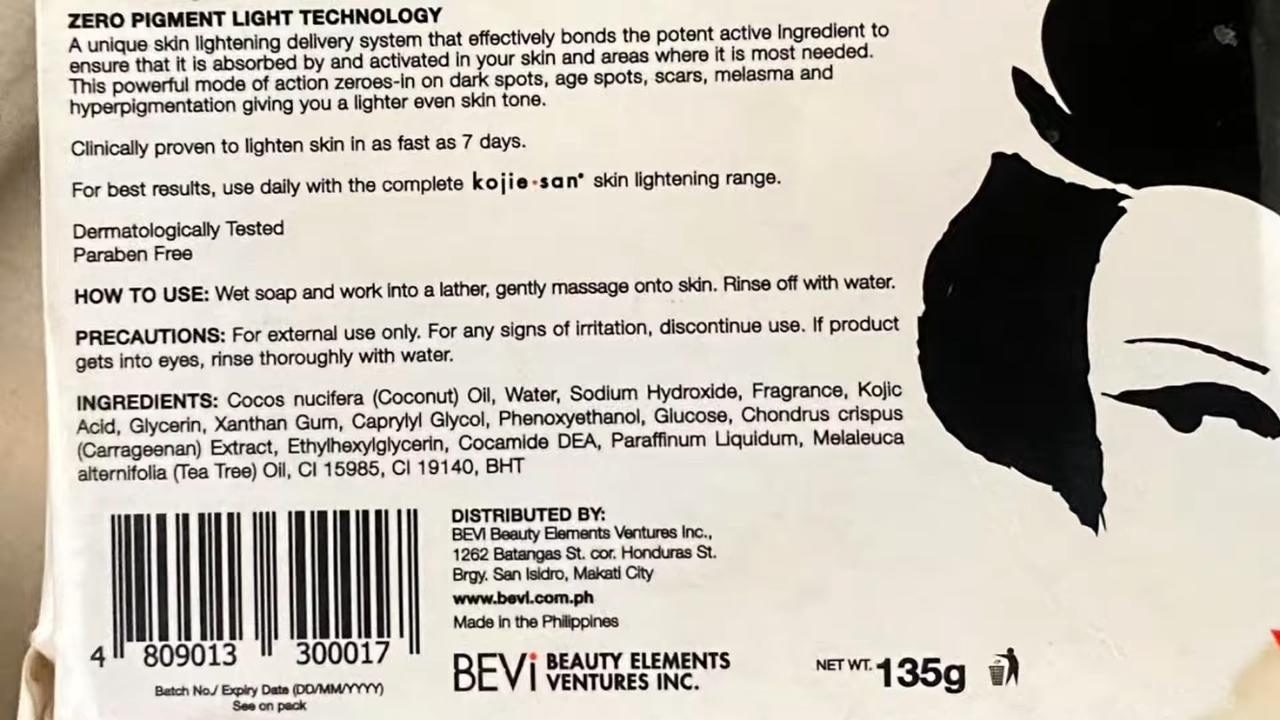 ZERO PIGMENT LIGHT TECHNOLOGY
A unique skin lightening delivery system that effectively bonds the potent active ingredient to
ensure that it is absorbed by and activated in your skin and areas where it is most needed.
This powerful mode of action zeroes-in on dark spots, age spots, scars, melasma and
hyperpigmentation giving you a lighter even skin tone.
Clinically proven to lighten skin in as fast as 7 days.
For best results, use daily with the complete kojie·san® skin lightening range.
Dermatologically Tested
Paraben Free
HOW TO USE: Wet soap and work into a lather, gently massage onto skin. Rinse off with water.
PRECAUTIONS: For external use only. For any signs of irritation, discontinue use. If product
gets into eyes, rinse thoroughly with water.
INGREDIENTS: Cocos nucifera (Coconut) Oil, Water, Sodium Hydroxide, Fragrance, Kojic
Acid, Glycerin, Xanthan Gum, Caprylyl Glycol, Phenoxyethanol, Glucose, Chondrus crispus
(Carrageenan) Extract, Ethylhexylglycerin, Cocamide DEA, Paraffinum Liquidum, Melaleuca
alternifolia (Tea Tree) Oil, CI 15985, CI 19140, BHT
4 809013 300017
Batch No./ Expiry Date (DD/MM/YYYY)
See on pack
DISTRIBUTED BY:
BEVI Beauty Elements Ventures Inc.,
1262 Batangas St. cor. Honduras St.
Brgy. San Isidro, Makati City
www.bevi.com.ph
Made in the Philippines
BEVi BEAUTY ELEMENTS
VENTURES INC.
NET WT. 135g